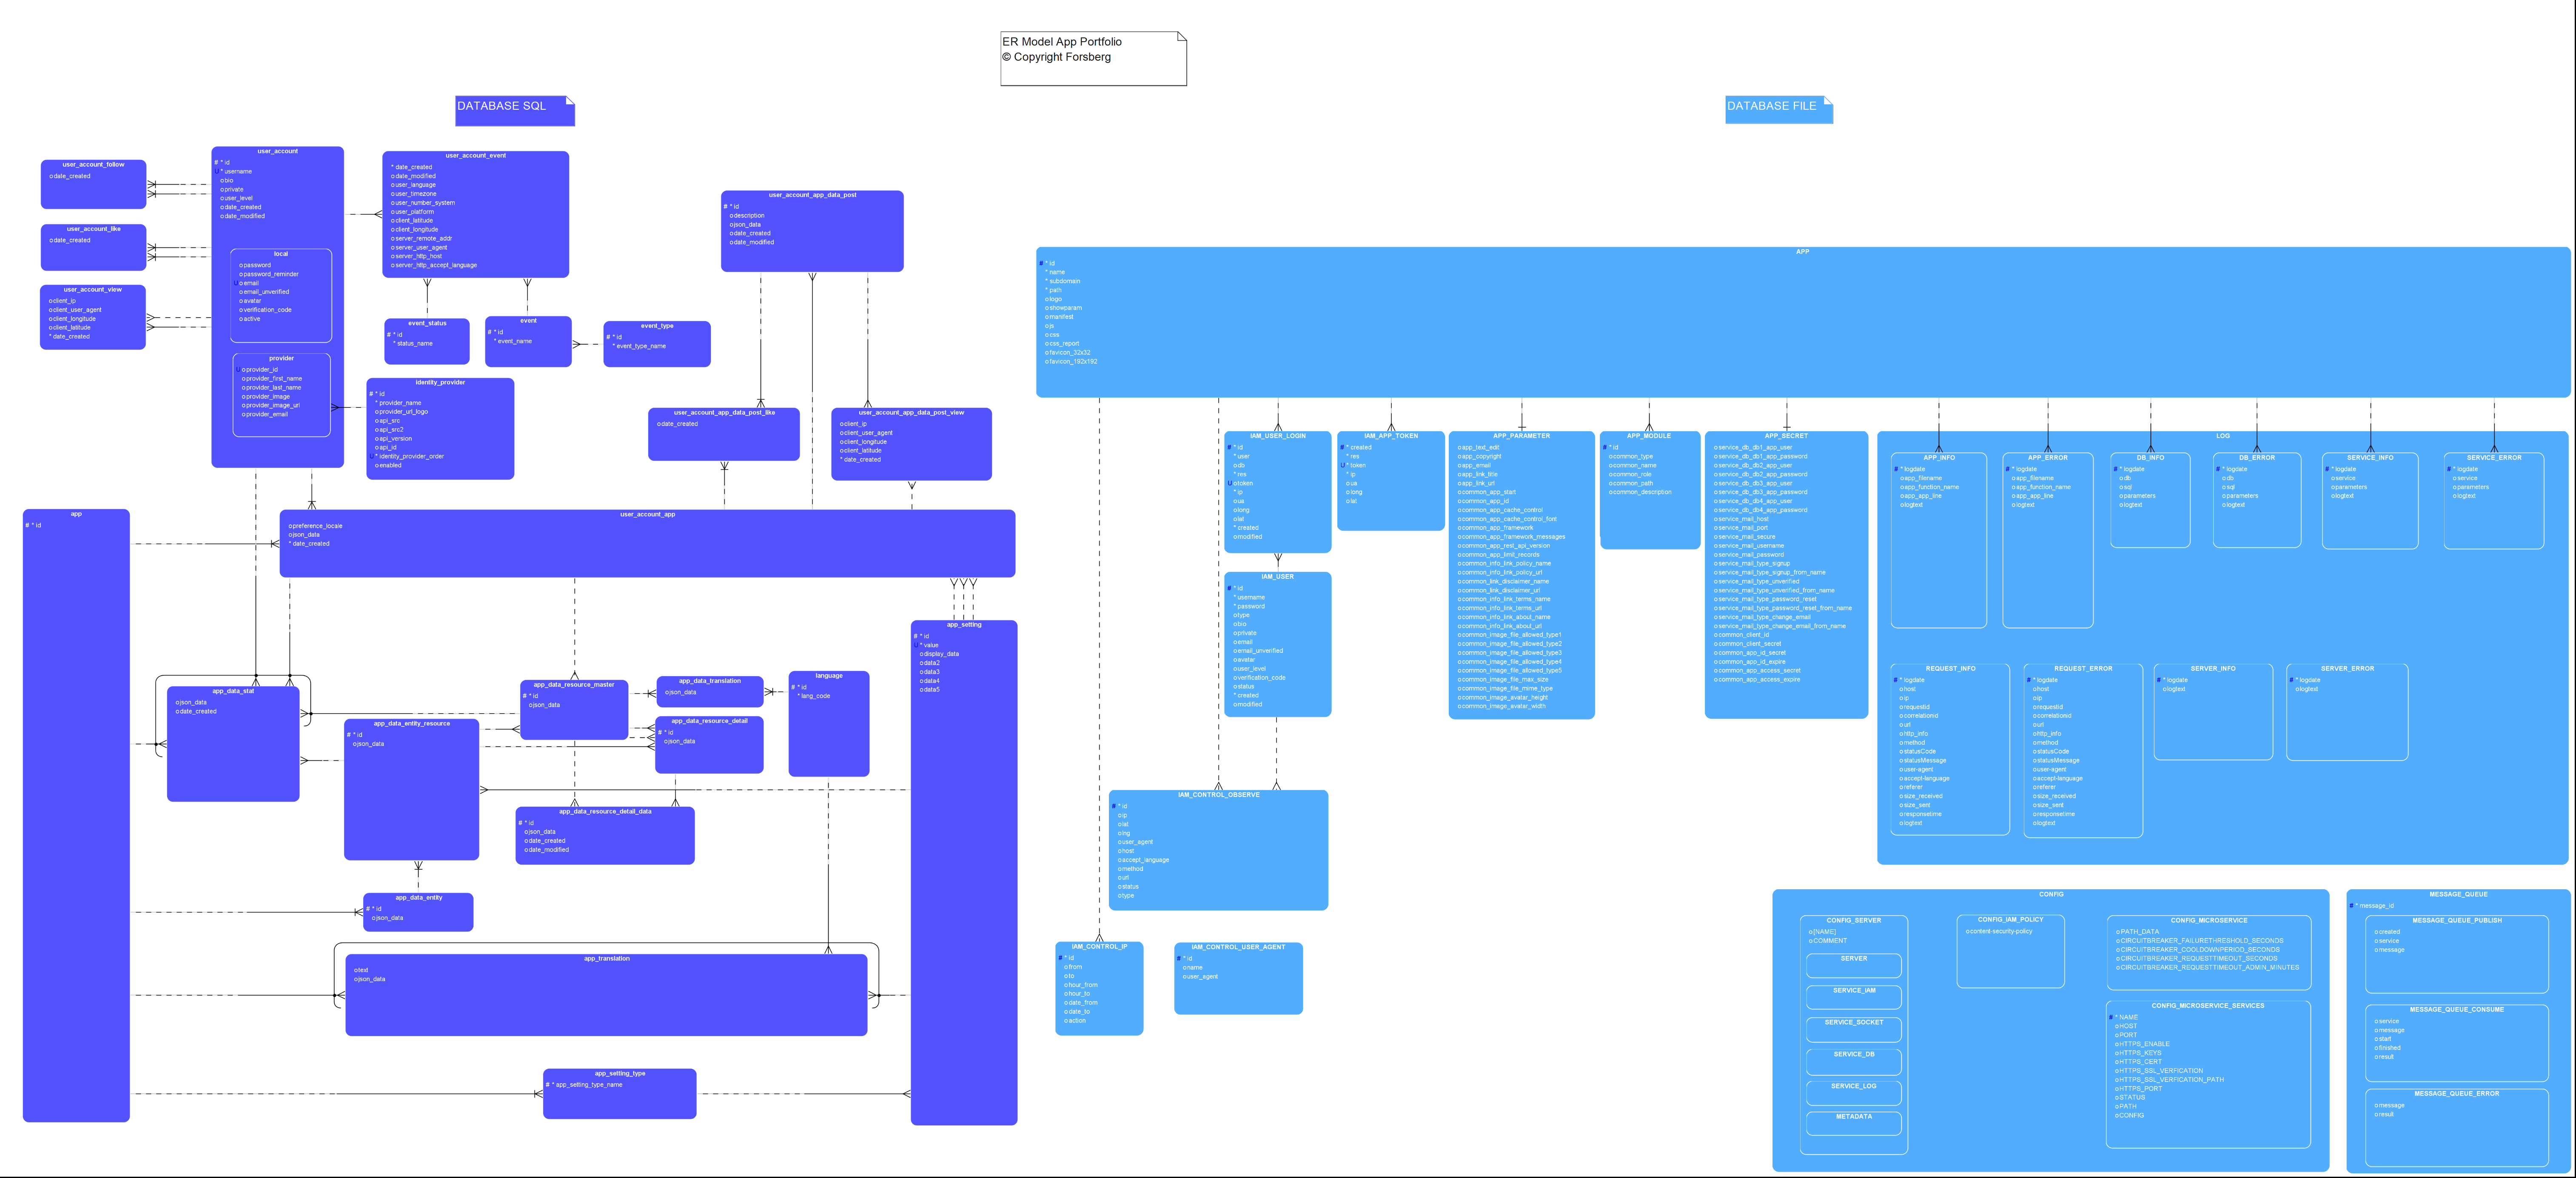 ER Model App Portfolio
© Copyright Forsberg
DATABASE SQL
DATABASE FILE
user_account_follow
o date_created
user_account_like
o date_created
user_account_view
o client_ip
o client_user_agent
o client_longitude
o client_latitude
* date_created
user_account
# * id
U * username
o bio
o private
o user_level
o date_created
o date_modified
local
o password
o password_reminder
U o email
o email_unverified
o avatar
o verification_code
o active
provider
U o provider_id
o provider_first_name
o provider_last_name
o provider_image
o provider_image_url
o provider_email
user_account_event
* date_created
o date_modified
o user_language
o user_timezone
o user_number_system
o user_platform
o client_latitude
o client_longitude
o server_remote_addr
o server_user_agent
o server_http_host
o server_http_accept_language
event_status
# * id
* status_name
event
# * id
* event_name
event_type
# * id
* event_type_name
identity_provider
# * id
* provider_name
o provider_url_logo
o api_src
o api_src2
o api_version
o api_id
U * identity_provider_order
o enabled
user_account_app_data_post
# * id
o description
o json_data
o date_created
o date_modified
user_account_app_data_post_like
o date_created
user_account_app_data_post_view
o client_ip
o client_user_agent
o client_longitude
o client_latitude
* date_created
app
# * id
user_account_app
o preference_locale
o json_data
* date_created
app_data_stat
o json_data
o date_created
app_data_entity_resource
# * id
o json_data
app_data_resource_master
# * id
o json_data
app_data_translation
o json_data
language
# * id
* lang_code
app_data_resource_detail
# * id
o json_data
app_data_resource_detail_data
# * id
o json_data
o date_created
o date_modified
app_data_entity
# * id
o json_data
app_translation
o text
o json_data
app_setting_type
# * app_setting_type_name
app_setting
# * id
U * value
o display_data
o data2
o data3
o data4
o data5
APP
# * id
* name
* subdomain
* path
o logo
o showparam
o manifest
o js
o css
o css_report
o favicon_32x32
o favicon_192x192
IAM_USER_LOGIN
# * id
* user
o db
* res
U o token
* ip
o ua
o long
o lat
* created
o modified
IAM_APP_TOKEN
# * created
* res
U * token
* ip
o ua
o long
o lat
APP_PARAMETER
o app_text_edit
o app_copyright
o app_email
o app_link_title
o app_link_url
o common_app_start
o common_app_id
o common_app_cache_control
o common_app_cache_control_font
o common_app_framework
o common_app_framework_messages
o common_app_rest_api_version
o common_app_limit_records
o common_info_link_policy_name
o common_info_link_policy_url
o common_link_disclaimer_name
o common_link_disclaimer_url
o common_info_link_terms_name
o common_info_link_terms_url
o common_info_link_about_name
o common_info_link_about_url
o common_image_file_allowed_type1
o common_image_file_allowed_type2
o common_image_file_allowed_type3
o common_image_file_allowed_type4
o common_image_file_allowed_type5
o common_image_file_max_size
o common_image_file_mime_type
o common_image_avatar_height
o common_image_avatar_width
APP_MODULE
# * id
o common_type
o common_name
o common_role
o common_path
o common_description
APP_SECRET
o service_db_db1_app_user
o service_db_db1_app_password
o service_db_db2_app_user
o service_db_db2_app_password
o service_db_db3_app_user
o service_db_db3_app_password
o service_db_db4_app_user
o service_db_db4_app_password
o service_mail_host
o service_mail_port
o service_mail_secure
o service_mail_username
o service_mail_password
o service_mail_type_signup
o service_mail_type_signup_from_name
o service_mail_type_unverified
o service_mail_type_unverified_from_name
o service_mail_type_password_reset
o service_mail_type_password_reset_from_name
o service_mail_type_change_email
o service_mail_type_change_email_from_name
o common_client_id
o common_client_secret
o common_app_id_secret
o common_app_id_expire
o common_app_access_secret
o common_app_access_expire
IAM_USER
# * id
* username
* password
o type
o bio
o private
o email
o email_unverified
o avatar
o user_level
o verification_code
o status
* created
o modified
IAM_CONTROL_OBSERVE
# * id
o ip
o lat
o lng
o user_agent
o host
o accept_language
o method
o url
o status
o type
IAM_CONTROL_IP
# * id
o from
o to
o hour_from
o hour_to
o date_from
o date_to
o action
IAM_CONTROL_USER_AGENT
# * id
o name
o user_agent
LOG
APP_INFO
# * logdate
o app_filename
o app_function_name
o app_app_line
o logtext
APP_ERROR
# * logdate
o app_filename
o app_function_name
o app_app_line
o logtext
DB_INFO
# * logdate
o db
o sql
o parameters
o logtext
DB_ERROR
# * logdate
o db
o sql
o parameters
o logtext
SERVICE_INFO
# * logdate
o service
o parameters
o logtext
SERVICE_ERROR
# * logdate
o service
o parameters
o logtext
REQUEST_INFO
# * logdate
o host
o ip
o requestid
o correlationid
o url
o http_info
o method
o statusCode
o statusMessage
o user-agent
o accept-language
o referer
o size_received
o size_sent
o responsetime
o logtext
REQUEST_ERROR
# * logdate
o host
o ip
o requestid
o correlationid
o url
o http_info
o method
o statusCode
o statusMessage
o user-agent
o accept-language
o referer
o size_received
o size_sent
o responsetime
o logtext
SERVER_INFO
# * logdate
o logtext
SERVER_ERROR
# * logdate
o logtext
CONFIG
CONFIG_SERVER
o [NAME]
o COMMENT
SERVER
SERVICE_IAM
SERVICE_SOCKET
SERVICE_DB
SERVICE_LOG
METADATA
CONFIG_IAM_POLICY
o content-security-policy
CONFIG_MICROSERVICE
o PATH_DATA
o CIRCUITBREAKER_FAILURETHRESHOLD_SECONDS
o CIRCUITBREAKER_COOLDOWNPERIOD_SECONDS
o CIRCUITBREAKER_REQUESTTIMEOUT_SECONDS
o CIRCUITBREAKER_REQUESTTIMEOUT_ADMIN_MINUTES
CONFIG_MICROSERVICE_SERVICES
# * NAME
o HOST
o PORT
o HTTPS_ENABLE
o HTTPS_KEYS
o HTTPS_CERT
o HTTPS_SSL_VERFICATION
o HTTPS_SSL_VERFICATION_PATH
o HTTPS_PORT
o STATUS
o PATH
o CONFIG
MESSAGE_QUEUE
# * message_id
MESSAGE_QUEUE_PUBLISH
o created
o service
o message
MESSAGE_QUEUE_CONSUME
o service
o message
o start
o finished
o result
MESSAGE_QUEUE_ERROR
o message
o result